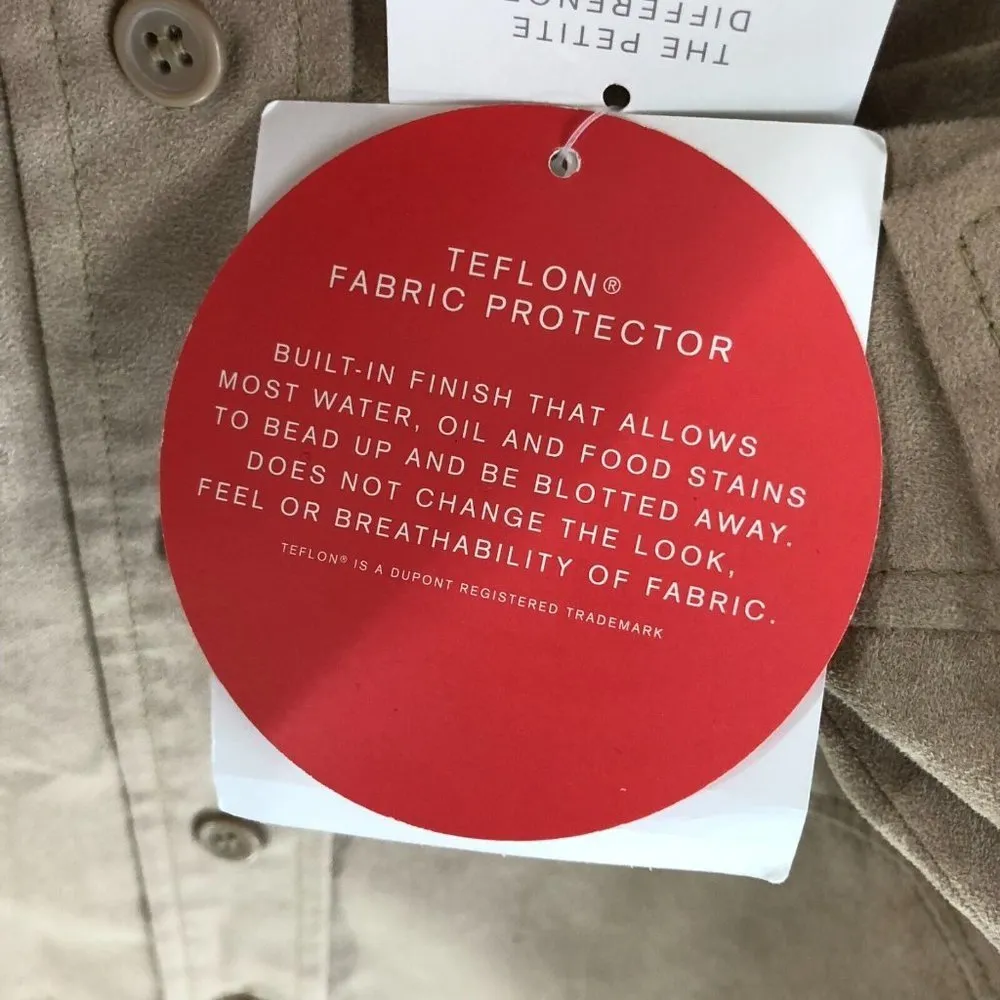 THE PETITE
DIFFERENCE
TEFLON®
FABRIC PROTECTOR
BUILT-IN FINISH THAT ALLOWS
MOST WATER, OIL AND FOOD STAINS
TO BEAD UP AND BE BLOTTED AWAY.
DOES NOT CHANGE THE LOOK,
FEEL OR BREATHABILITY OF FABRIC.
TEFLON® IS A DUPONT REGISTERED TRADEMARK